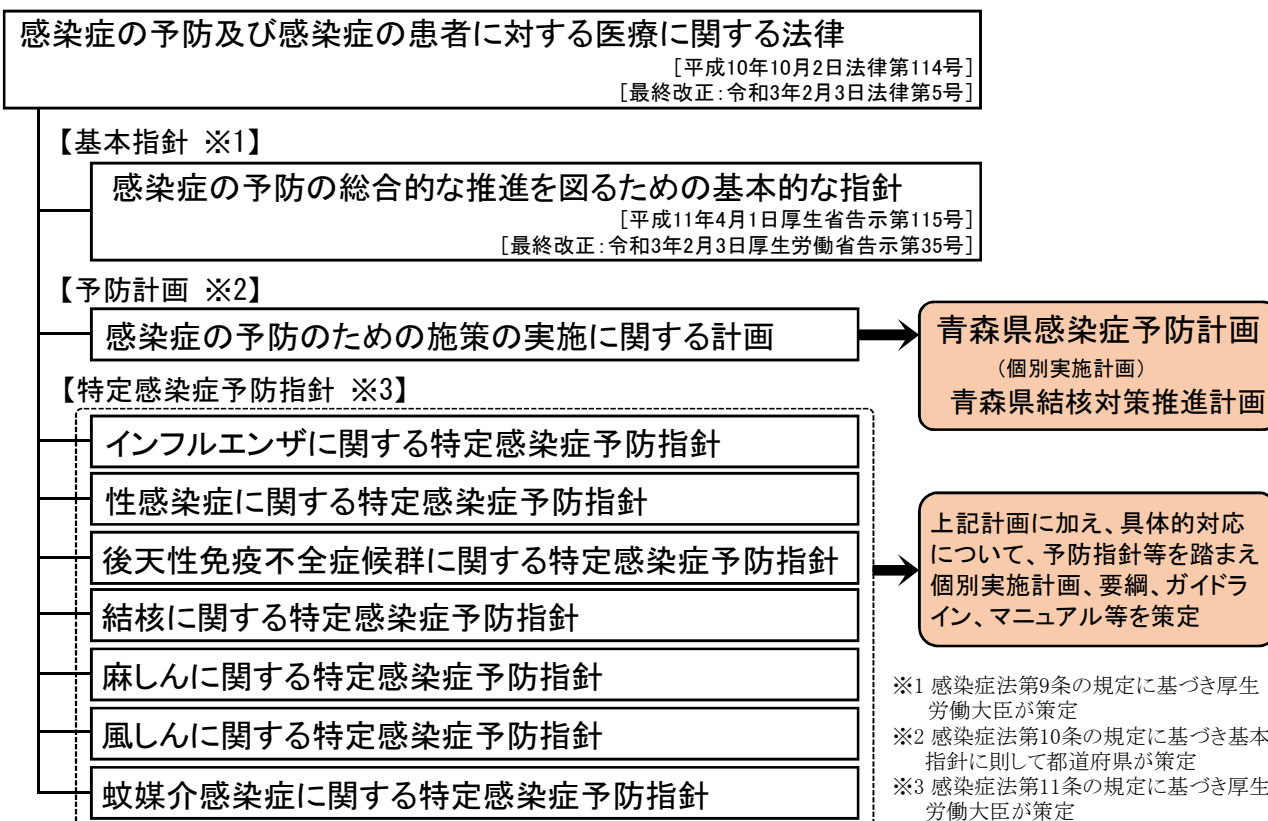 感染症の予防及び感染症の患者に対する医療に関する法律
［平成10年10月2日法律第114号］
［最終改正：令和3年2月3日法律第5号］
【基本指針 ※1】
感染症の予防の総合的な推進を図るための基本的な指針
［平成11年4月1日厚生省告示第115号］
［最終改正：令和3年2月3日厚生労働省告示第35号］
【予防計画 ※2】
感染症の予防のための施策の実施に関する計画
青森県感染症予防計画
（個別実施計画）
青森県結核対策推進計画
【特定感染症予防指針 ※3】
インフルエンザに関する特定感染症予防指針
性感染症に関する特定感染症予防指針
後天性免疫不全症候群に関する特定感染症予防指針
結核に関する特定感染症予防指針
麻しんに関する特定感染症予防指針
風しんに関する特定感染症予防指針
蚊媒介感染症に関する特定感染症予防指針
上記計画に加え、具体的対応
について、予防指針等を踏まえ
個別実施計画、要綱、ガイドラ
イン、マニュアル等を策定
※1 感染症法第9条の規定に基づき厚生
労働大臣が策定
※2 感染症法第10条の規定に基づき基本
指針に則して都道府県が策定
※3 感染症法第11条の規定に基づき厚生
労働大臣が策定